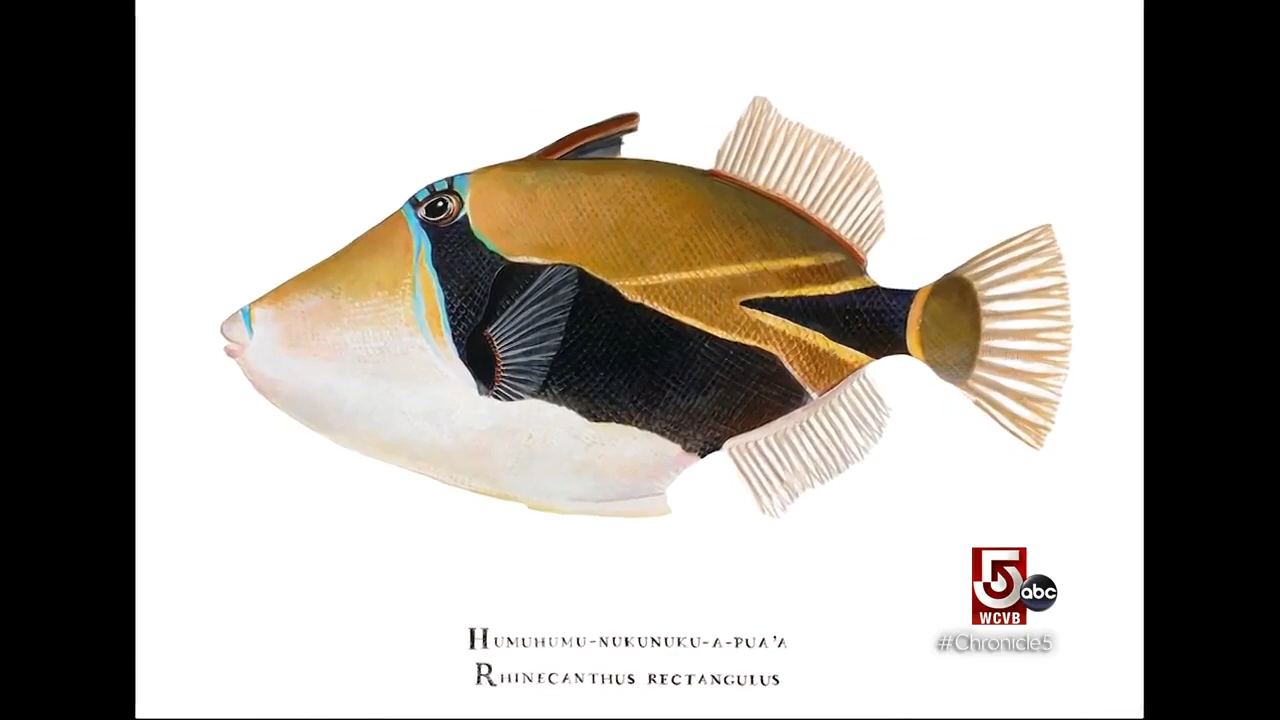 5
abc
WCVB
#Chronicle5
HUMUHUMU-NUKUNUKU-A-PUA'A
RHINECANTHUS RECTANGULUS